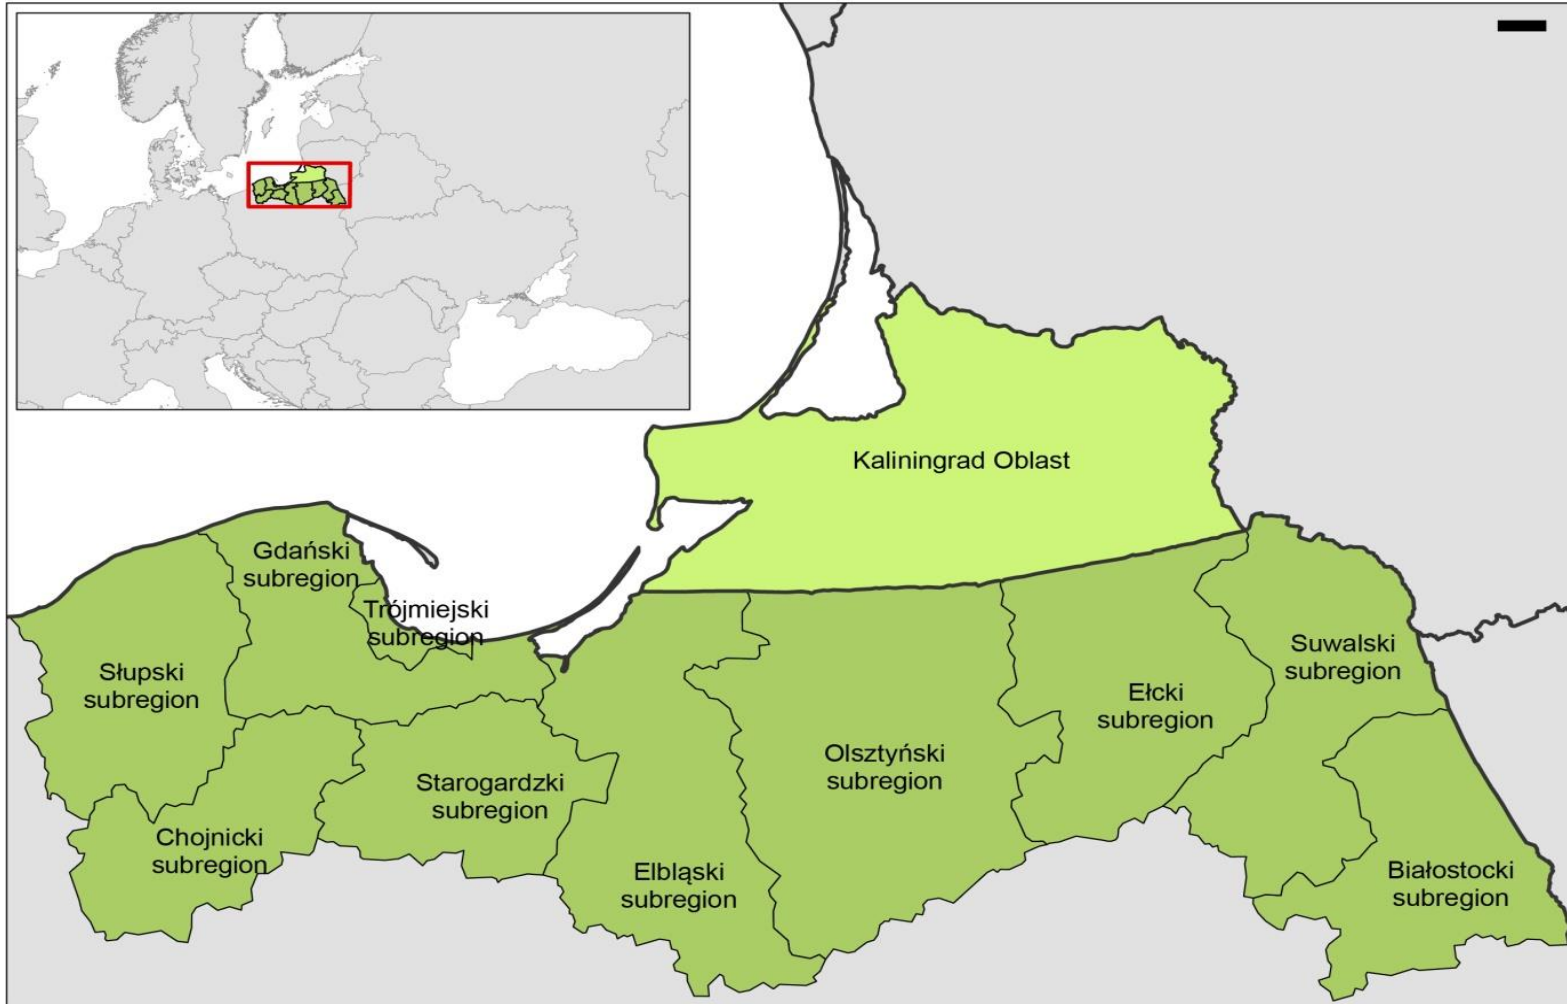 Kaliningrad Oblast
Gdański
subregion
Trójmiejski
subregion
Słupski
subregion
Suwalski
subregion
Ełcki
subregion
Olsztyński
subregion
Starogardzki
subregion
Chojnicki
subregion
Elbląski
subregion
Białostocki
subregion